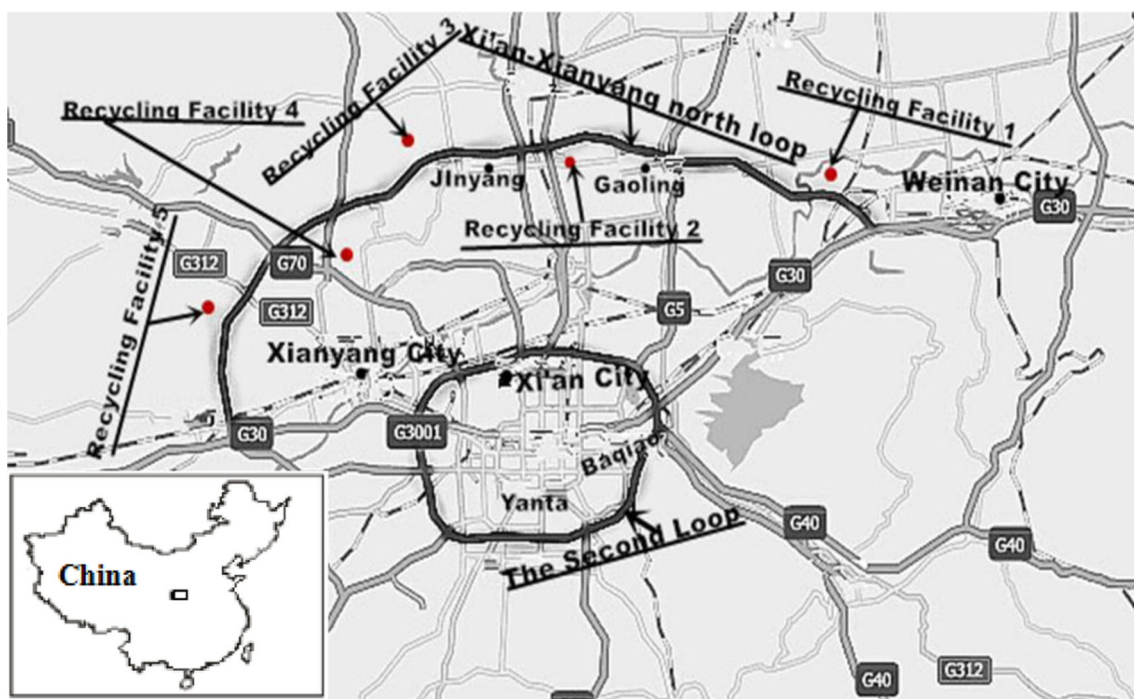 Recycling Facility 3
Xi'an-Xianyang north loop
Recycling Facility 4
Recycling Facility 1
JInyang
Gaoling
Weinan City
G30
Recycling Facility 2
Recycling Facility 5
G312
G70
G30
G312
G5
Xianyang City
Xi'an City
G30
G3001
Baqiao
Yanta
The Second Loop
G40
G40
China
G312
G40